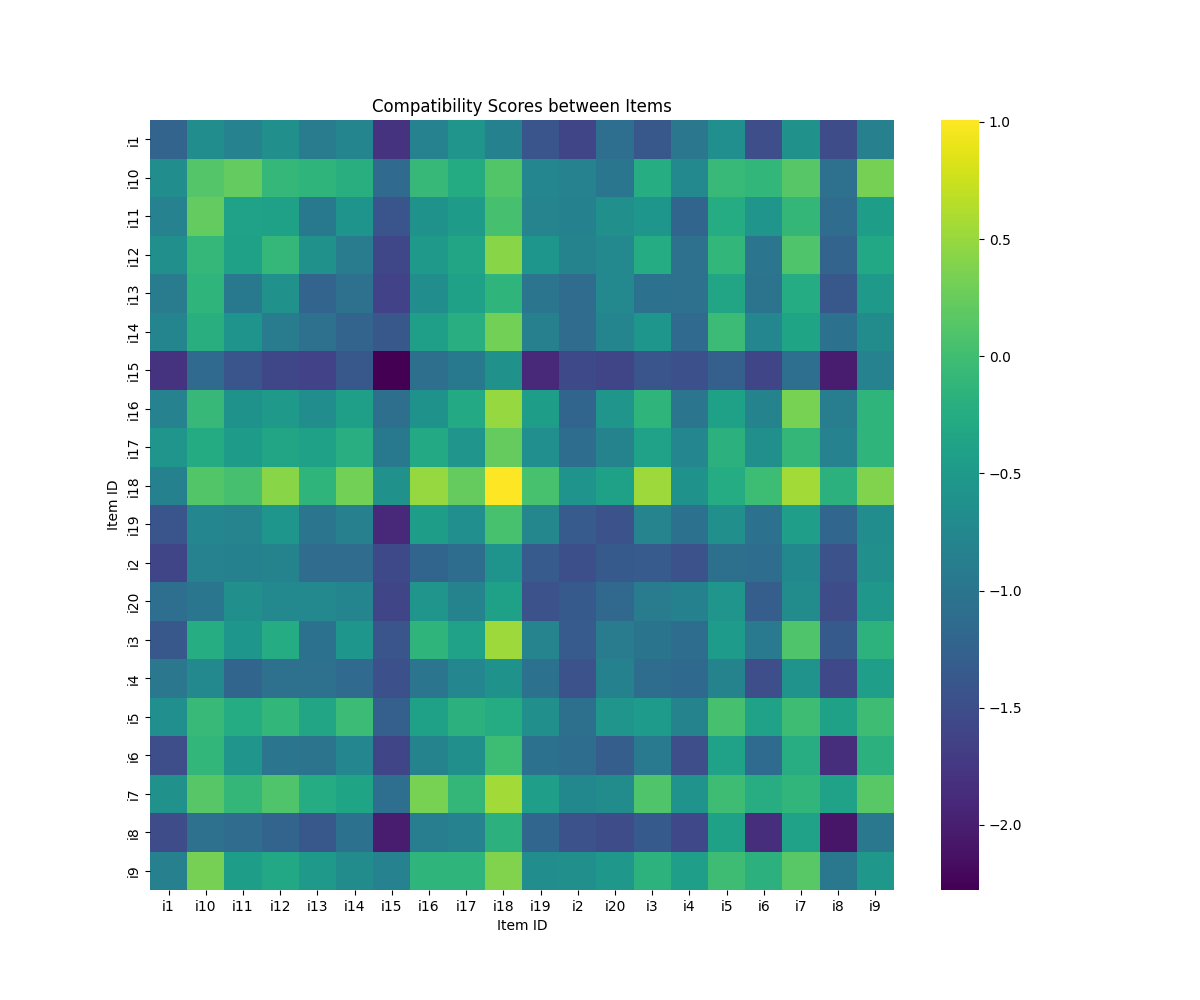 Compatibility Scores between Items
i1
i10
i11
i12
i13
i14
i15
i16
i17
i18
i19
i2
i20
i3
i4
i5
i6
i7
i8
i9
Item ID
i1 i10 i11 i12 i13 i14 i15 i16 i17 i18 i19 i2 i20 i3 i4 i5 i6 i7 i8 i9
Item ID
1.0
0.5
0.0
−0.5
−1.0
−1.5
−2.0